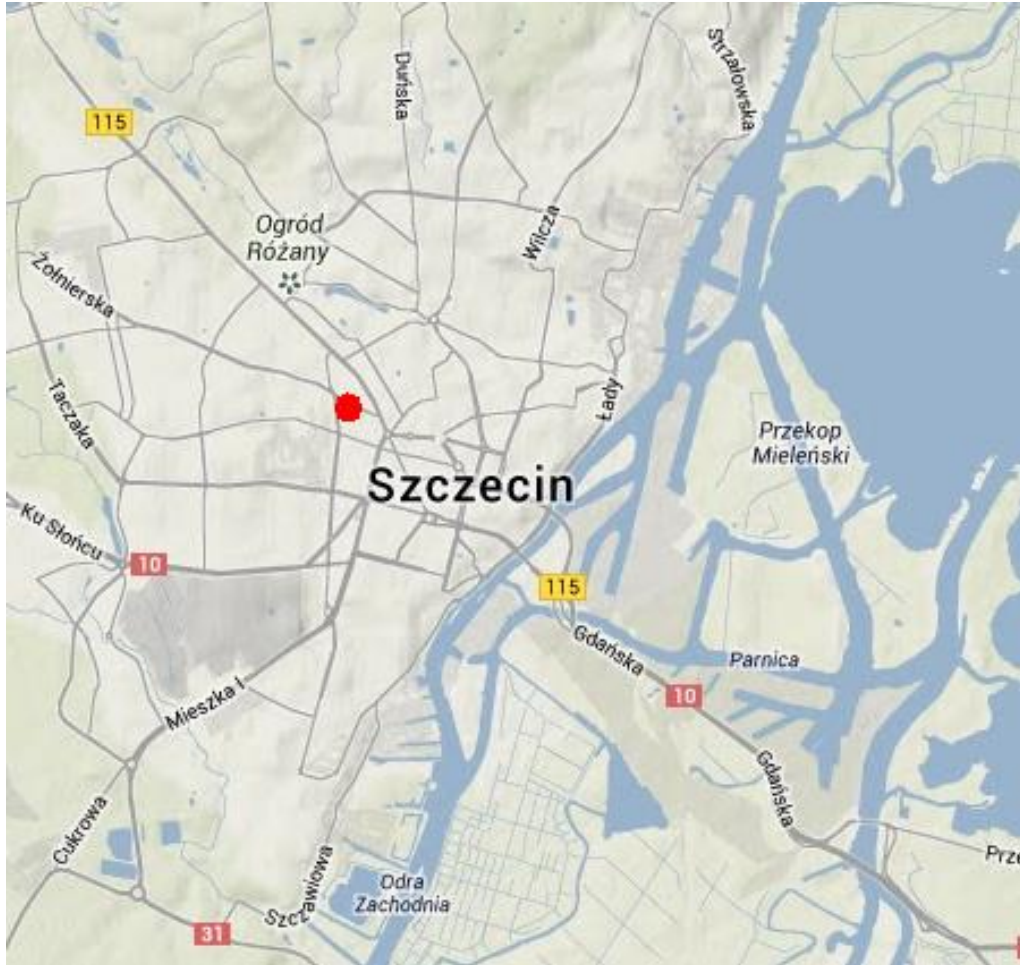 Duńska
Strzałowska
115
Ogród
Różany
Wilcza
Żołnierska
Taczaka
Łady
Przekop
Mieleński
Szczecin
Ku Słońcu
10
115
Gdańska
Parnica
10
Mieszka I
Gdańska
Cukrowa
Prze
Odra
Zachodnia
Szczawiowa
31